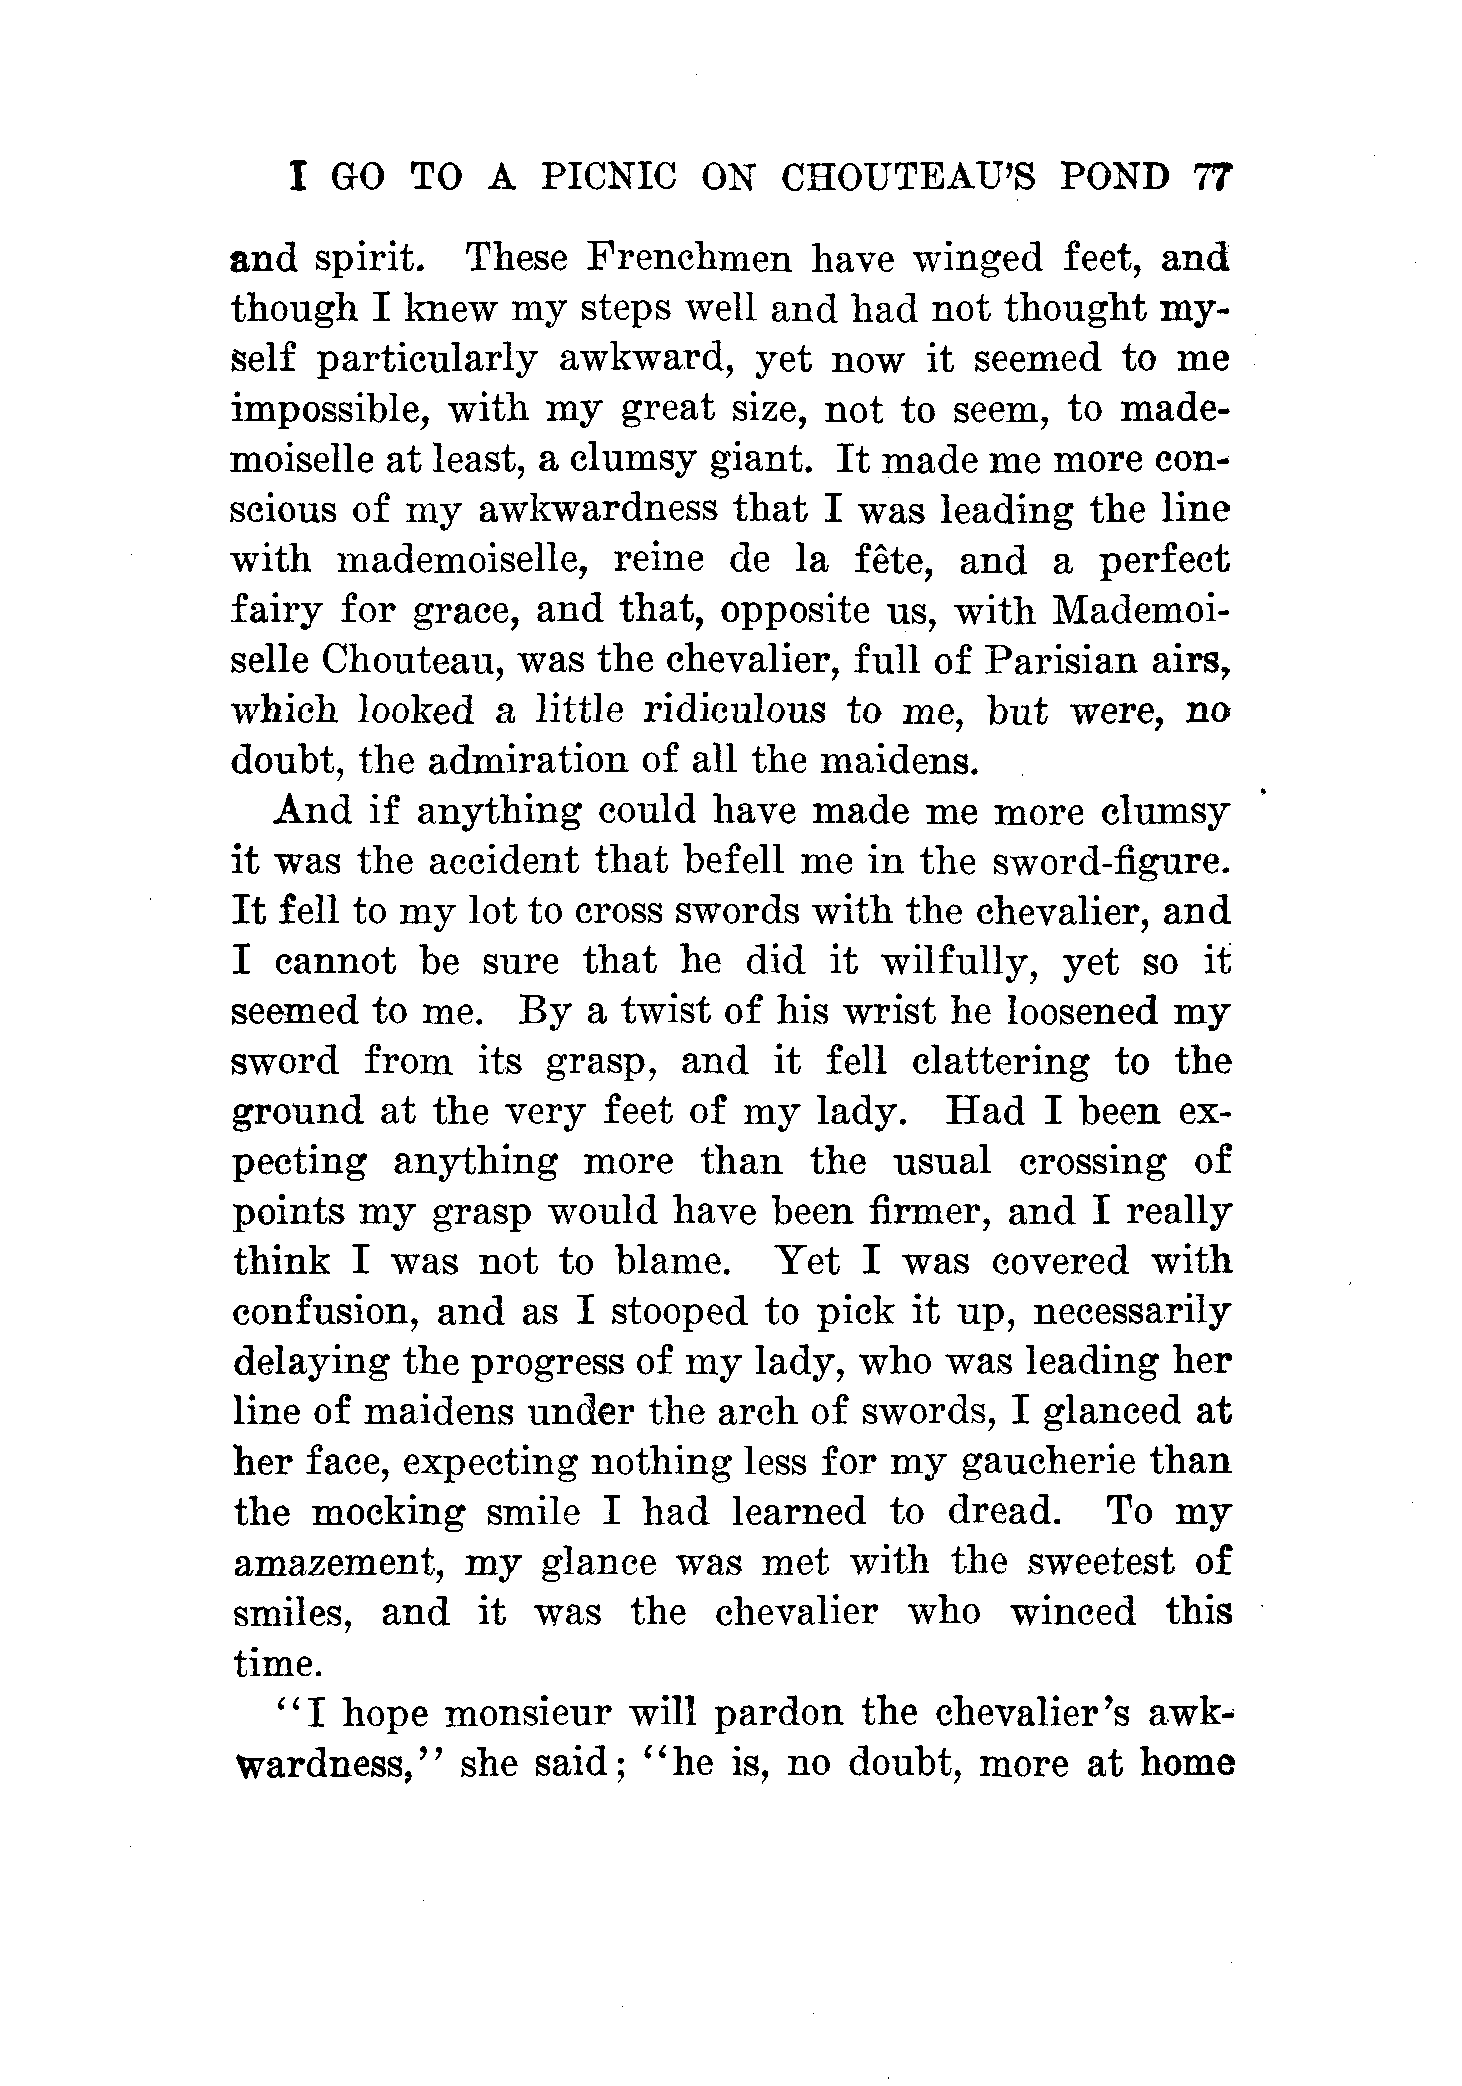 I GO TO A PICNIC ON CHOUTEAU'S POND 77
and spirit. These Frenchmen have winged feet, and
though I knew my steps well and had not thought my-
self particularly awkward, yet now it seemed to me
impossible, with my great size, not to seem, to made-
moiselle at least, a clumsy giant. It made me more con-
scious of my awkwardness that I was leading the line
with mademoiselle, reine de la fête, and a perfect
fairy for grace, and that, opposite us, with Mademoi-
selle Chouteau, was the chevalier, full of Parisian airs,
which looked a little ridiculous to me, but were, no
doubt, the admiration of all the maidens.
And if anything could have made me more clumsy
it was the accident that befell me in the sword-figure.
It fell to my lot to cross swords with the chevalier, and
I cannot be sure that he did it wilfully, yet so it
seemed to me. By a twist of his wrist he loosened my
sword from its grasp, and it fell clattering to the
ground at the very feet of my lady. Had I been ex-
pecting anything more than the usual crossing of
points my grasp would have been firmer, and I really
think I was not to blame. Yet I was covered with
confusion, and as I stooped to pick it up, necessarily
delaying the progress of my lady, who was leading her
line of maidens under the arch of swords, I glanced at
her face, expecting nothing less for my gaucherie than
the mocking smile I had learned to dread. To my
amazement, my glance was met with the sweetest of
smiles, and it was the chevalier who winced this
time.
"I hope monsieur will pardon the chevalier's awk-
wardness," she said; "he is, no doubt, more at home